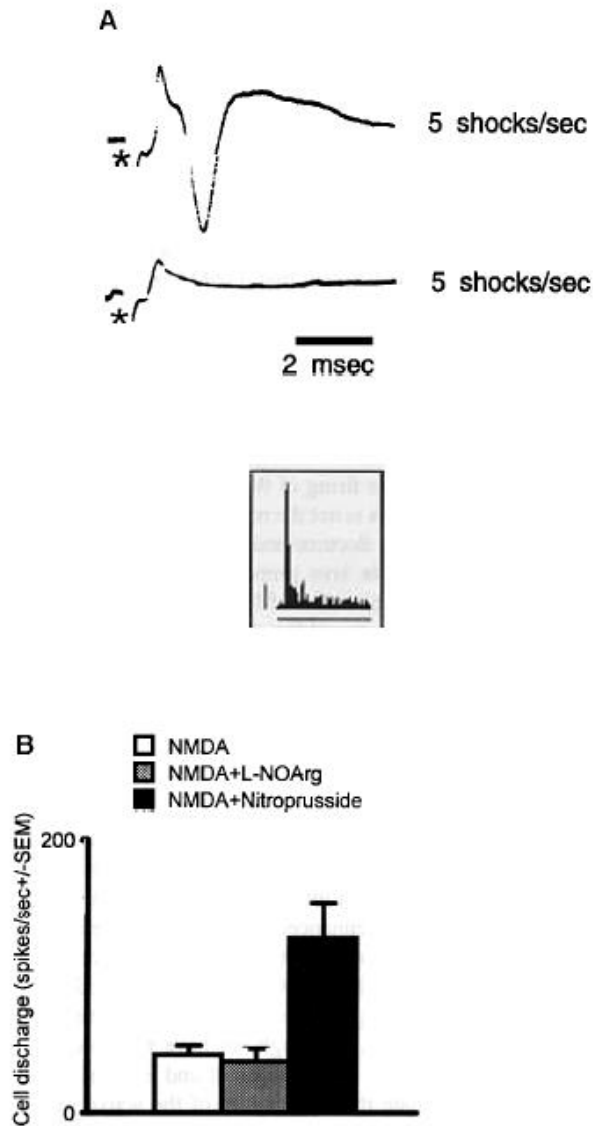 A
* 5 shocks/sec
* 5 shocks/sec
2 msec
B
NMDA
NMDA+L-NOArg
NMDA+Nitroprusside
200
Cell discharge (spikes/sec+/-SEM)
0